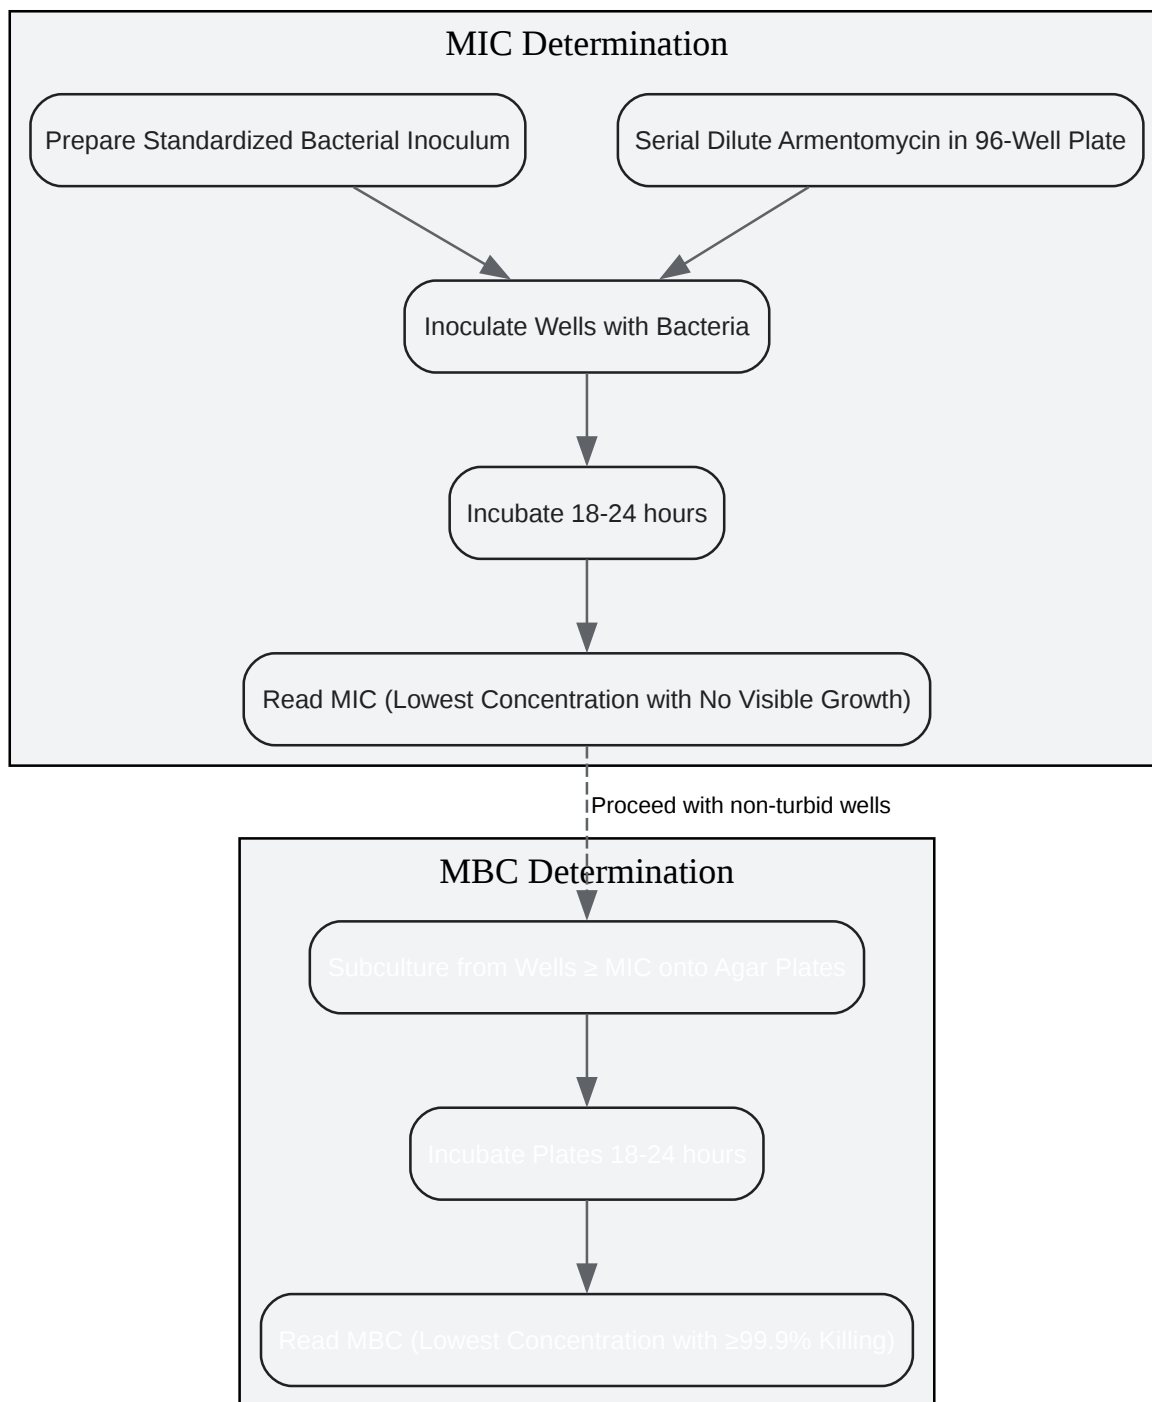 MIC Determination
Prepare Standardized Bacterial Inoculum
Serial Dilute Armentomycin in 96-Well Plate
Inoculate Wells with Bacteria
Incubate 18-24 hours
Read MIC (Lowest Concentration with No Visible Growth)
Proceed with non-turbid wells
MBC Determination
Subculture from Wells ≥ MIC onto Agar Plates
Incubate Plates 18-24 hours
Read MBC (Lowest Concentration with ≥99.9% Killing)